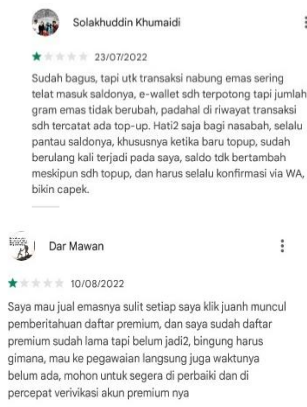 Solakhuddin Khumaidi
23/07/2022
Sudah bagus, tapi utk transaksi nabung emas sering
telat masuk saldonya, e-wallet sdh terpotong tapi jumlah
gram emas tidak berubah, padahal di riwayat transaksi
sdh tercatat ada top-up. Hati2 saja bagi nasabah, selalu
pantau saldonya, khususnya ketika baru topup, sudah
berulang kali terjadi pada saya, saldo tdk bertambah
meskipun sdh topup, dan harus selalu konfirmasi via WA,
bikin capek.
Dar Mawan
10/08/2022
Saya mau jual emasnya sulit setiap saya klik juanh muncul
pemberitahuan daftar premium, dan saya sudah daftar
premium sudah lama tapi belum jadi2, bingung harus
gimana, mau ke pegawaian langsung juga waktunya
belum ada, mohon untuk segera di perbaiki dan di
percepat verivikasi akun premium nya